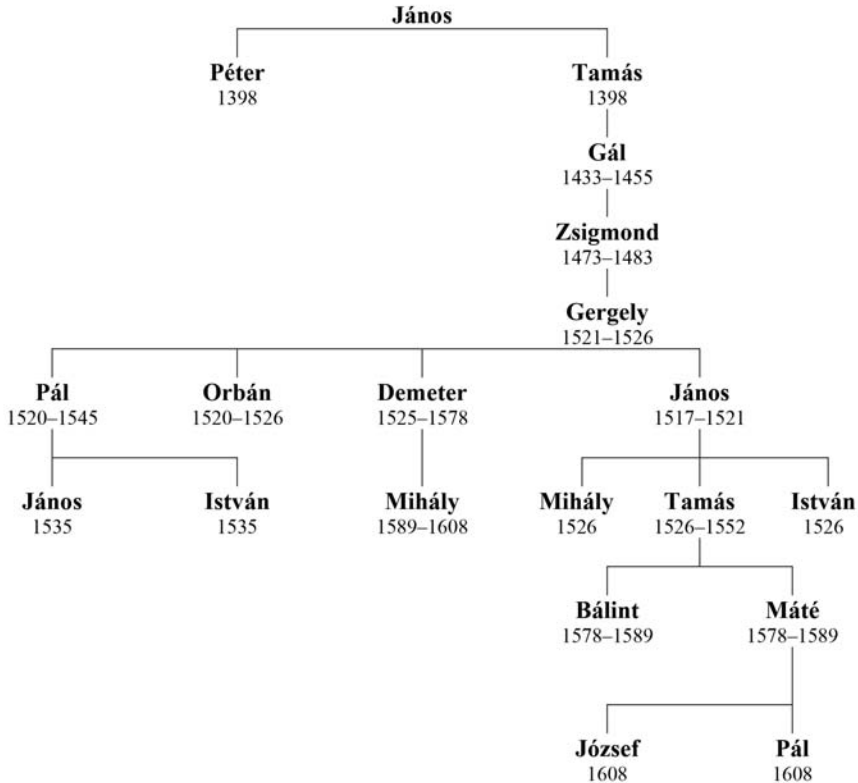 János
Péter Tamás
1398 1398
Gál
1433–1455
Zsigmond
1473–1483
Gergely
1521–1526
Pál Orbán Demeter János
1520–1545 1520–1526 1525–1578 1517–1521
János István Mihály Mihály Tamás István
1535 1535 1589–1608 1526 1526–1552 1526
Bálint Máté
1578–1589 1578–1589
József Pál
1608 1608